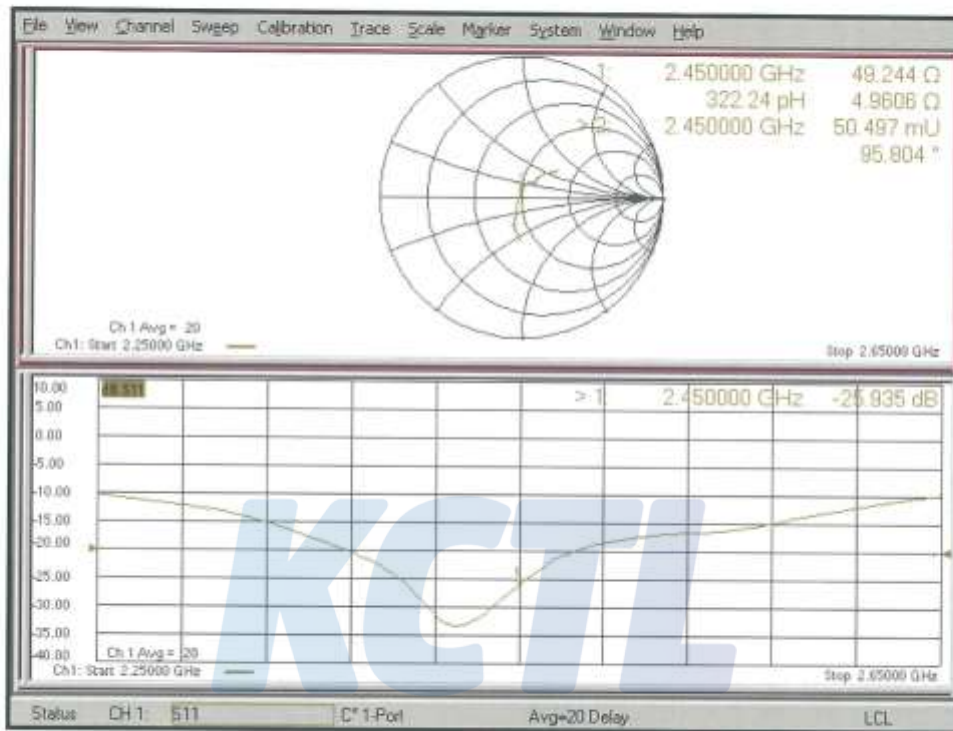 File View Channel Sweep Calibration Trace Scale Marker System Window Help
1: 2.450000 GHz 49.244 Ω
322.24 pH 4.9606 Ω
> 2: 2.450000 GHz 50.497 mU
95.804 °
Ch 1 Avg = 20
Ch1: Start 2.25000 GHz
Stop 2.65000 GHz
10.00
5.00
0.00
-5.00
-10.00
-15.00
-20.00
-25.00
-30.00
-35.00
-40.00
> 1: 2.450000 GHz -25.935 dB
1
KCTL
Ch 1 Avg = 20
Ch1: Start 2.25000 GHz
Stop 2.65000 GHz
Status CH 1: S11 C* 1-Port Avg=20 Delay LCL